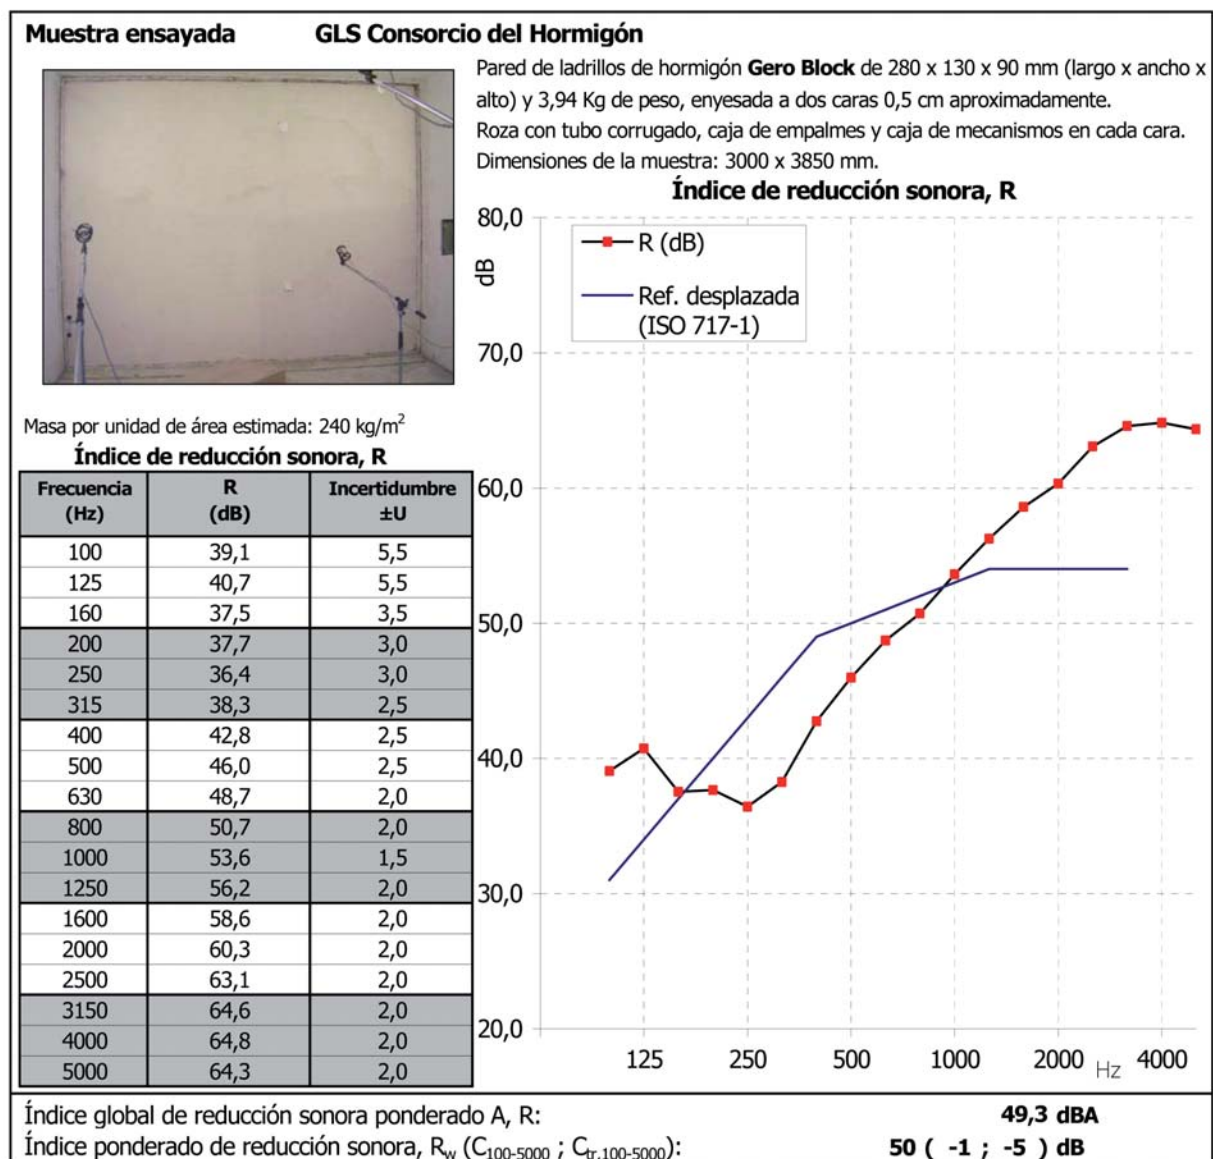 Muestra ensayada GLS Consorcio del Hormigón
Pared de ladrillos de hormigón Gero Block de 280 x 130 x 90 mm (largo x ancho x
alto) y 3,94 Kg de peso, enyesada a dos caras 0,5 cm aproximadamente.
Roza con tubo corrugado, caja de empalmes y caja de mecanismos en cada cara.
Dimensiones de la muestra: 3000 x 3850 mm.
Masa por unidad de área estimada: 240 kg/m²
Índice de reducción sonora, R
Frecuencia (Hz) R (dB) Incertidumbre ±U
100 39,1 5,5
125 40,7 5,5
160 37,5 3,5
200 37,7 3,0
250 36,4 3,0
315 38,3 2,5
400 42,8 2,5
500 46,0 2,5
630 48,7 2,0
800 50,7 2,0
1000 53,6 1,5
1250 56,2 2,0
1600 58,6 2,0
2000 60,3 2,0
2500 63,1 2,0
3150 64,6 2,0
4000 64,8 2,0
5000 64,3 2,0
Índice de reducción sonora, R
80,0
70,0
60,0
50,0
40,0
30,0
20,0
dB
R (dB)
Ref. desplazada
(ISO 717-1)
125 250 500 1000 2000 Hz 4000
Índice global de reducción sonora ponderado A, R: 49,3 dBA
Índice ponderado de reducción sonora, Rw (C100-5000 ; Ctr,100-5000): 50 ( -1 ; -5 ) dB